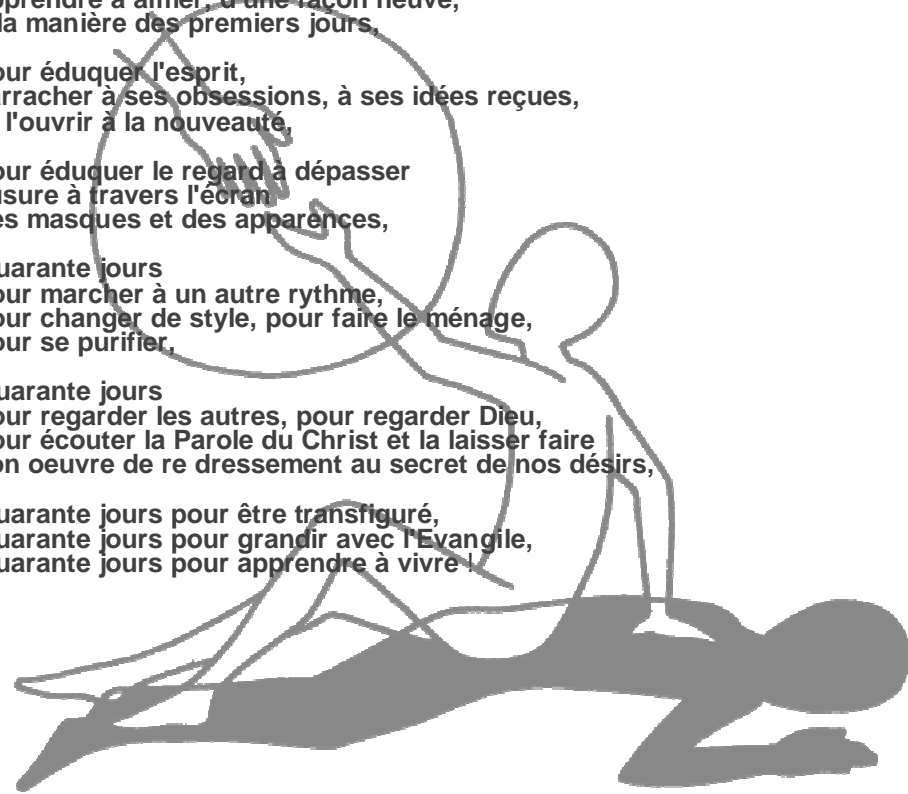 pprendre à aimer, d'une façon neuve,
la manière des premiers jours,
our éduquer l'esprit,
arracher à ses obsessions, à ses idées reçues,
l'ouvrir à la nouveauté,
our éduquer le regard à dépasser
usure à travers l'écran
es masques et des apparences,
uarante jours
our marcher à un autre rythme,
our changer de style, pour faire le ménage,
our se purifier,
uarante jours
our regarder les autres, pour regarder Dieu,
our écouter la Parole du Christ et la laisser faire
on oeuvre de re dressement au secret de nos désirs,
uarante jours pour être transfiguré,
uarante jours pour grandir avec l'Evangile,
uarante jours pour apprendre à vivre !